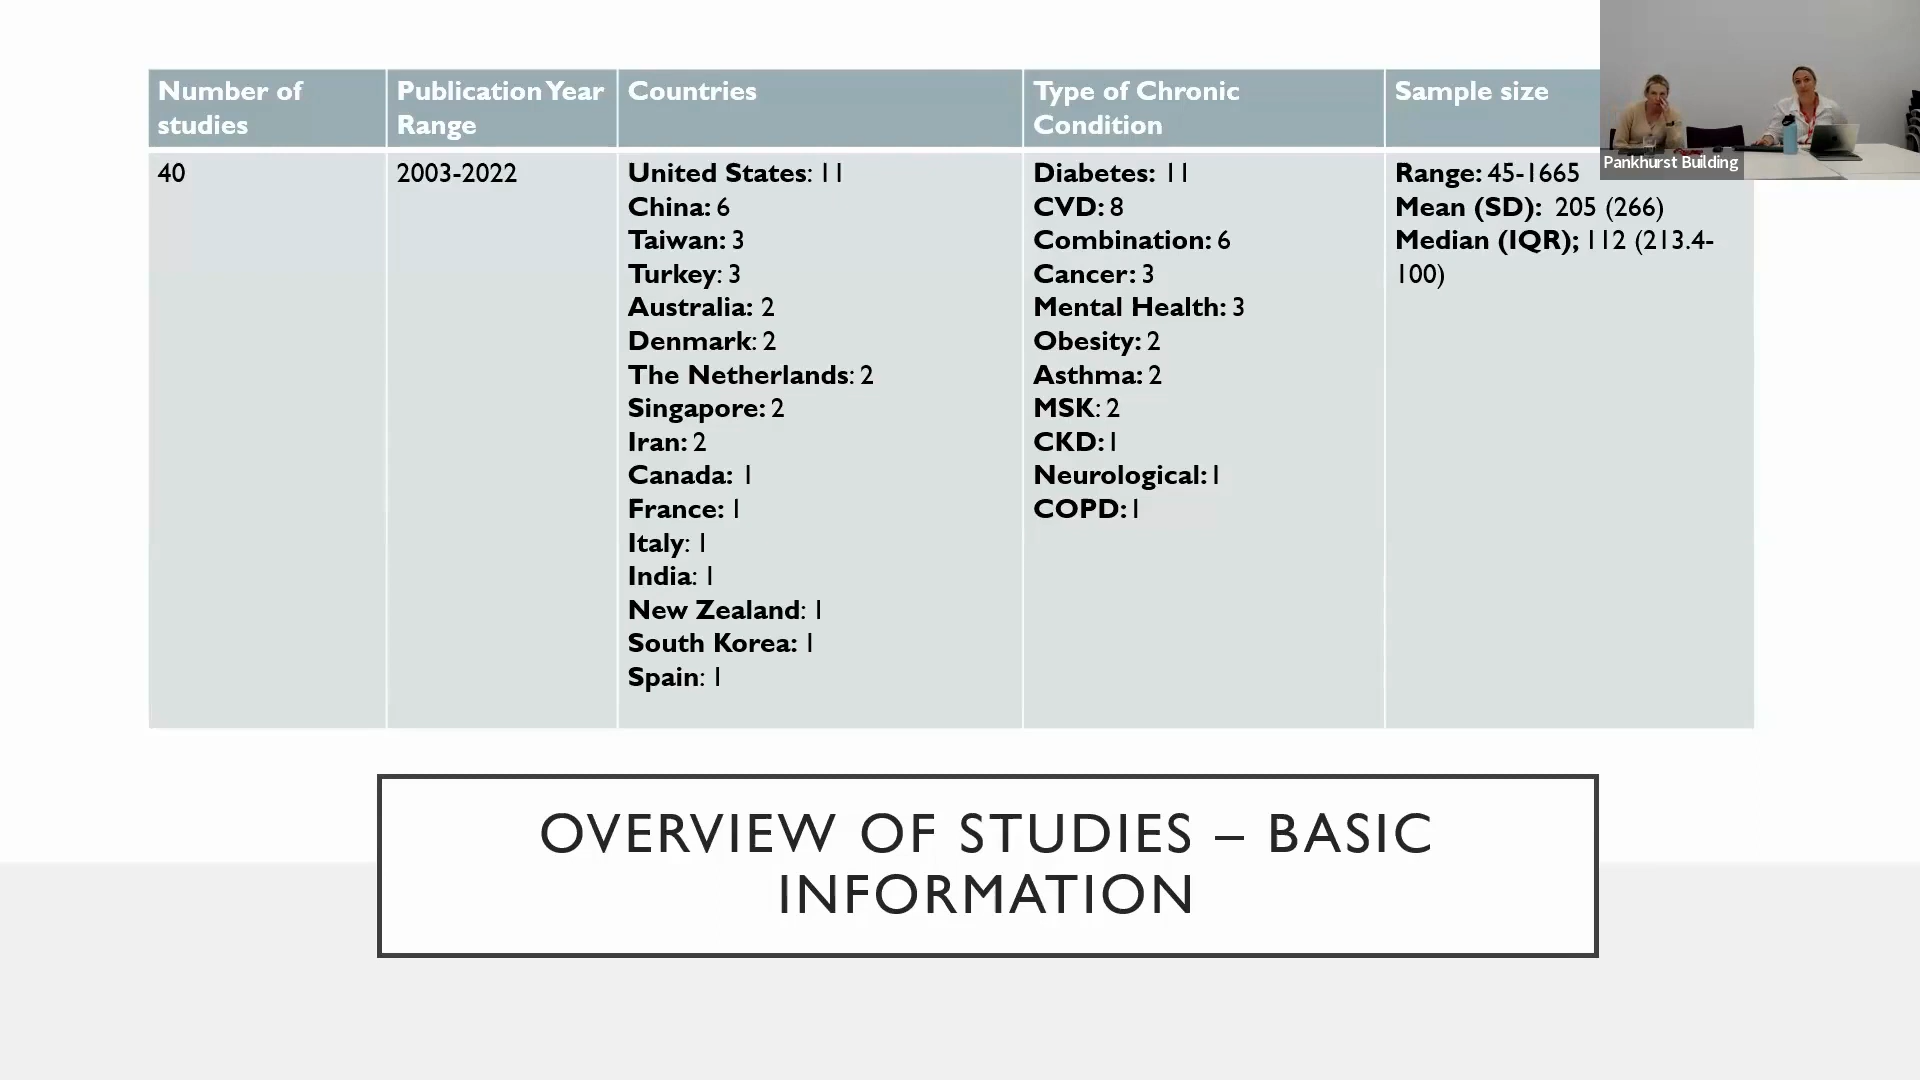 Number of studies
Publication Year Range
Countries
Type of Chronic Condition
Sample size
40
2003-2022
United States: 11
China: 6
Taiwan: 3
Turkey: 3
Australia: 2
Denmark: 2
The Netherlands: 2
Singapore: 2
Iran: 2
Canada: 1
France: 1
Italy: 1
India: 1
New Zealand: 1
South Korea: 1
Spain: 1
Diabetes: 11
CVD: 8
Combination: 6
Cancer: 3
Mental Health: 3
Obesity: 2
Asthma: 2
MSK: 2
CKD: 1
Neurological: 1
COPD: 1
Range: 45-1665
Mean (SD): 205 (266)
Median (IQR); 112 (213.4-
100)
Pankhurst Building
OVERVIEW OF STUDIES – BASIC
INFORMATION